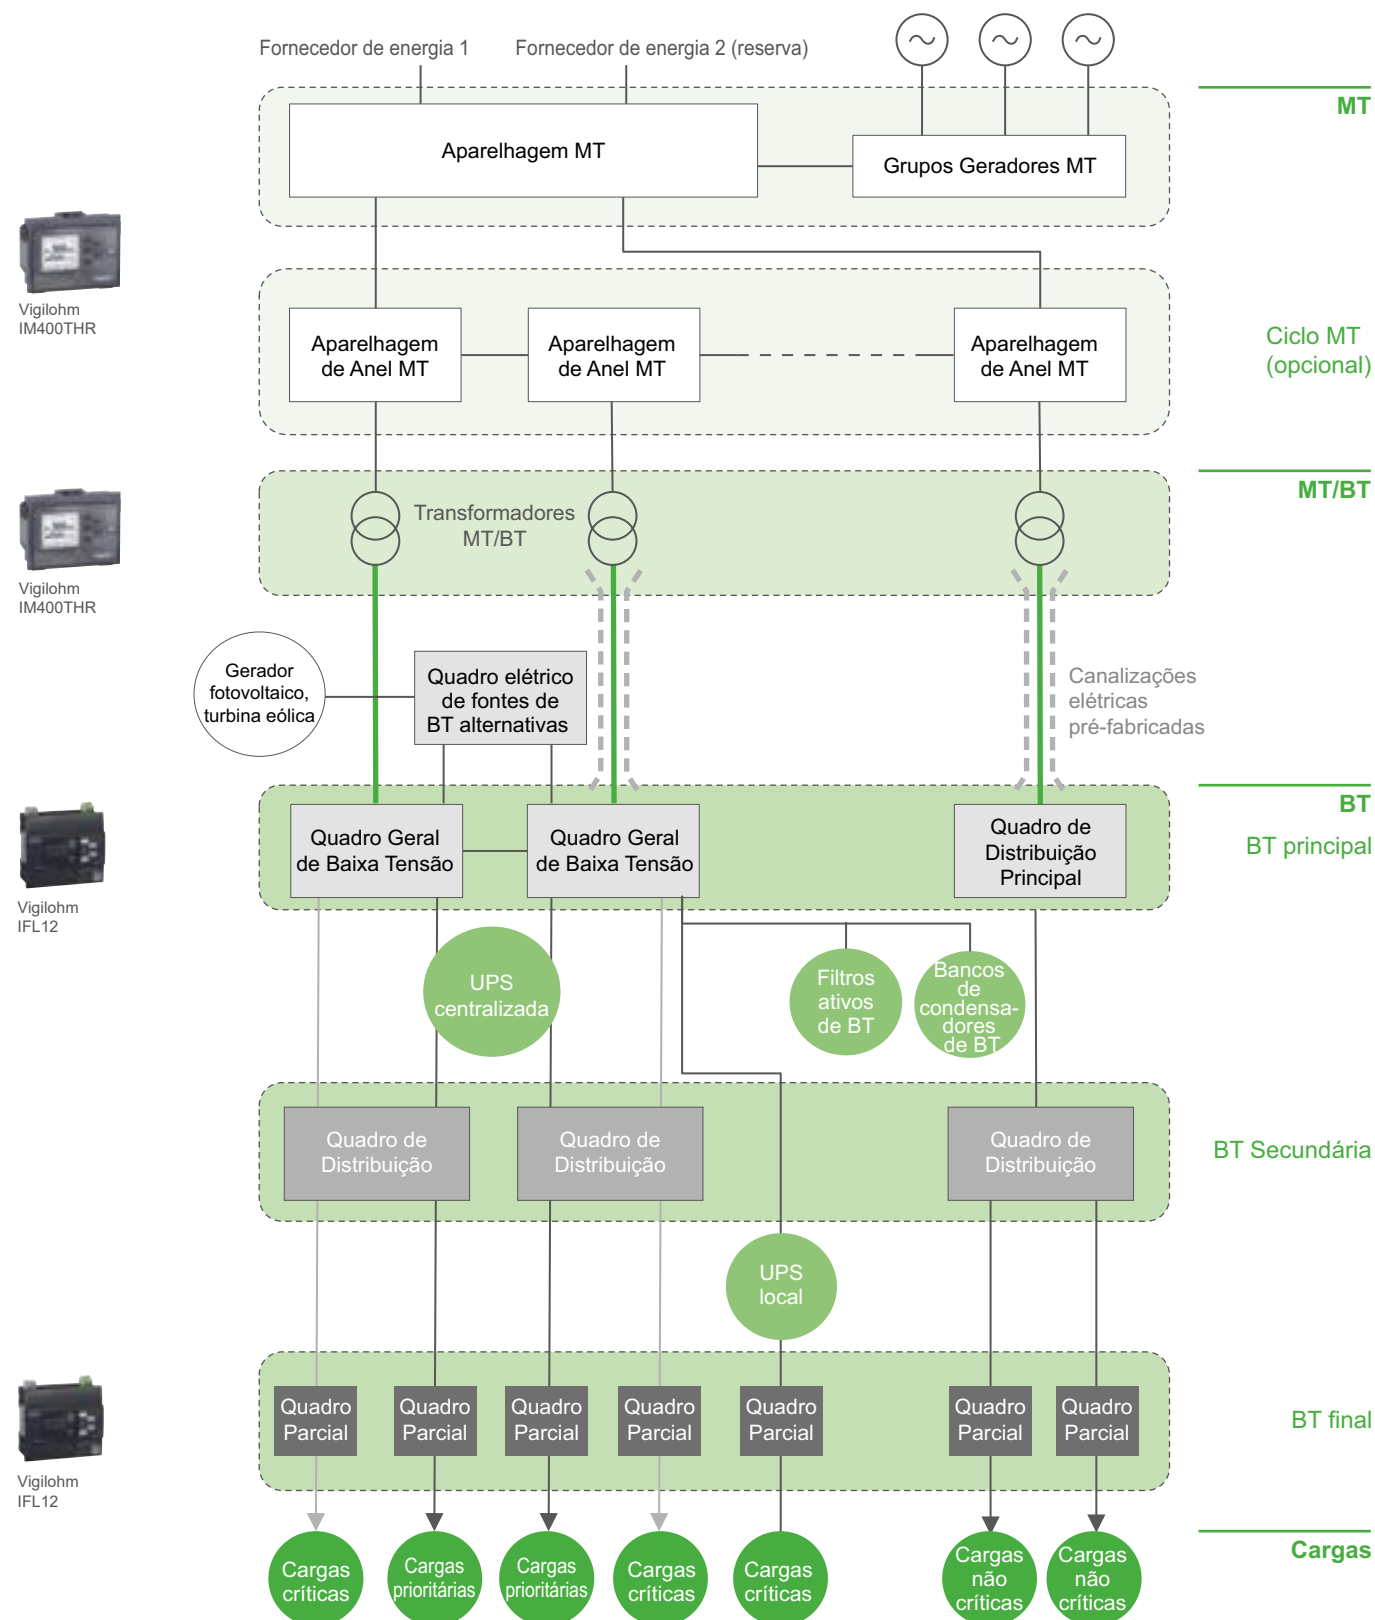 Fornecedor de energia 1
Fornecedor de energia 2 (reserva)
MT
Aparelhagem MT
Grupos Geradores MT
Vigilohm
IM400THR
Aparelhagem
de Anel MT
Aparelhagem
de Anel MT
Aparelhagem
de Anel MT
Ciclo MT
(opcional)
MT/BT
Transformadores
MT/BT
Vigilohm
IM400THR
Gerador
fotovoltaico,
turbina eólica
Quadro elétrico
de fontes de
BT alternativas
Canalizações
elétricas
pré-fabricadas
BT
BT principal
Quadro Geral
de Baixa Tensão
Quadro Geral
de Baixa Tensão
Quadro de
Distribuição
Principal
Vigilohm
IFL12
UPS
centralizada
Filtros
ativos
de BT
Bancos
de
condensa-
dores
de BT
Quadro de
Distribuição
Quadro de
Distribuição
Quadro de
Distribuição
BT Secundária
UPS
local
Quadro
Parcial
Quadro
Parcial
Quadro
Parcial
Quadro
Parcial
Quadro
Parcial
Quadro
Parcial
Quadro
Parcial
BT final
Vigilohm
IFL12
Cargas
Cargas
críticas
Cargas
prioritárias
Cargas
prioritárias
Cargas
críticas
Cargas
críticas
Cargas
não
críticas
Cargas
não
críticas